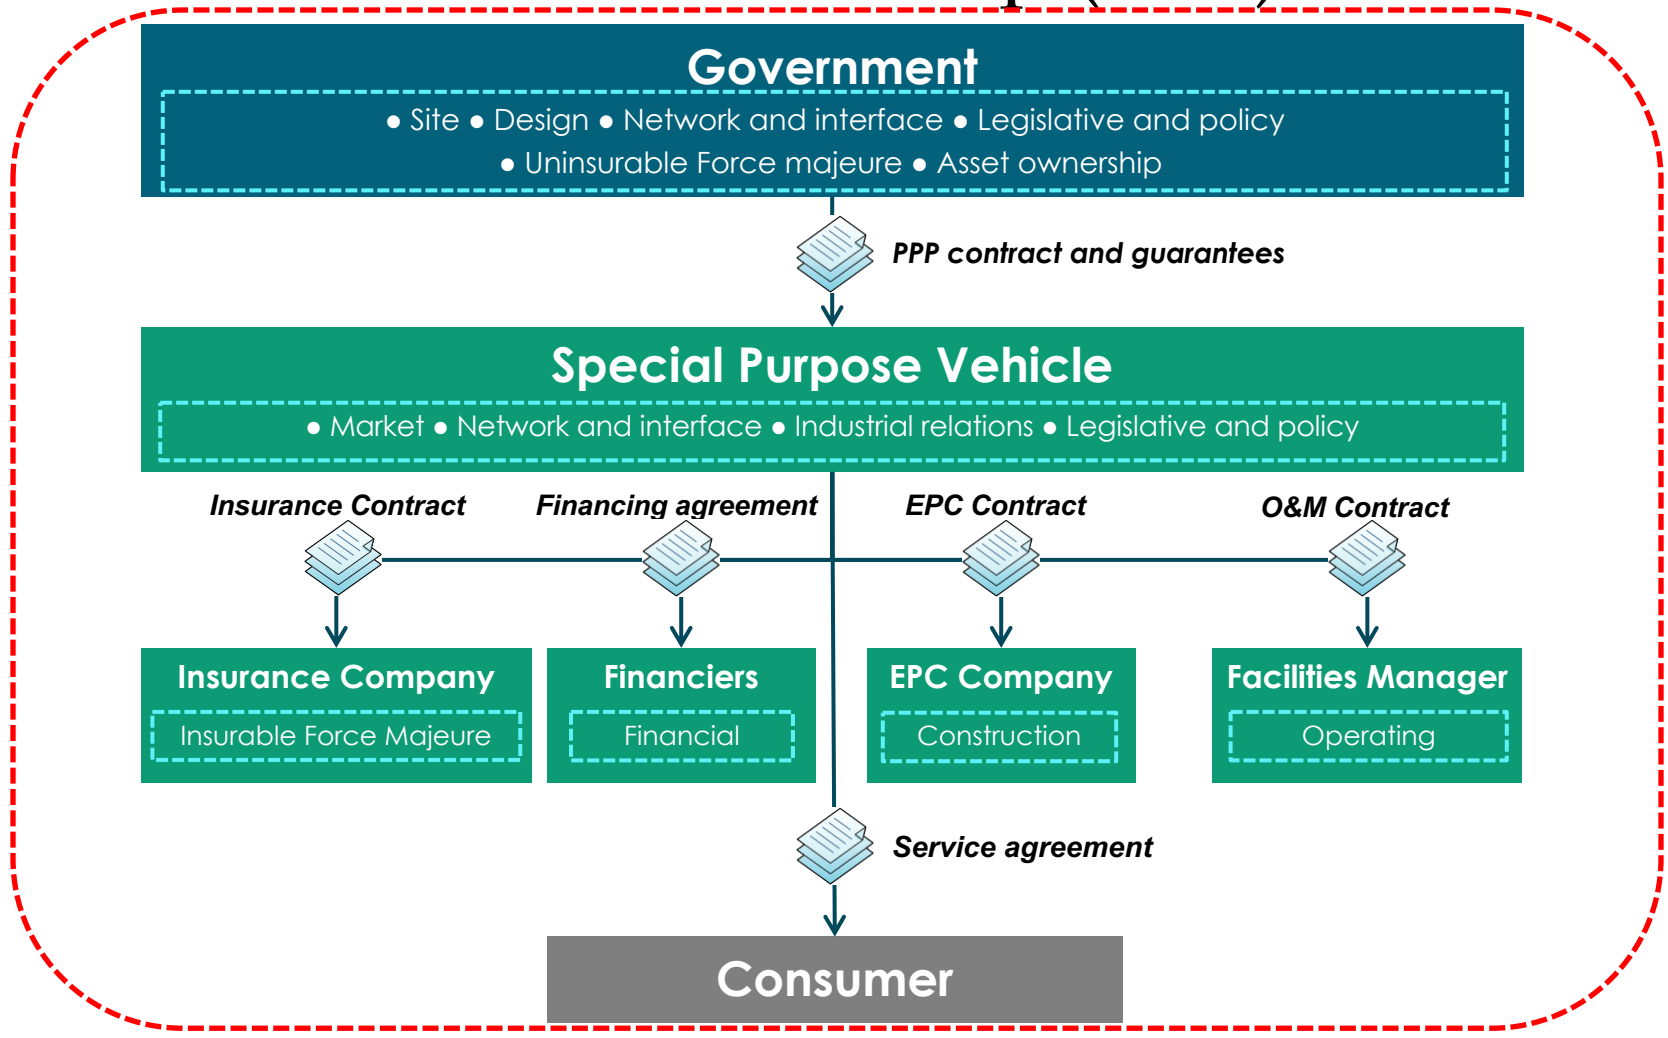 Government
● Site ● Design ● Network and interface ● Legislative and policy
● Uninsurable Force majeure ● Asset ownership
PPP contract and guarantees
Special Purpose Vehicle
● Market ● Network and interface ● Industrial relations ● Legislative and policy
Insurance Contract
Financing agreement
EPC Contract
O&M Contract
Insurance Company
Insurable Force Majeure
Financiers
Financial
EPC Company
Construction
Facilities Manager
Operating
Service agreement
Consumer